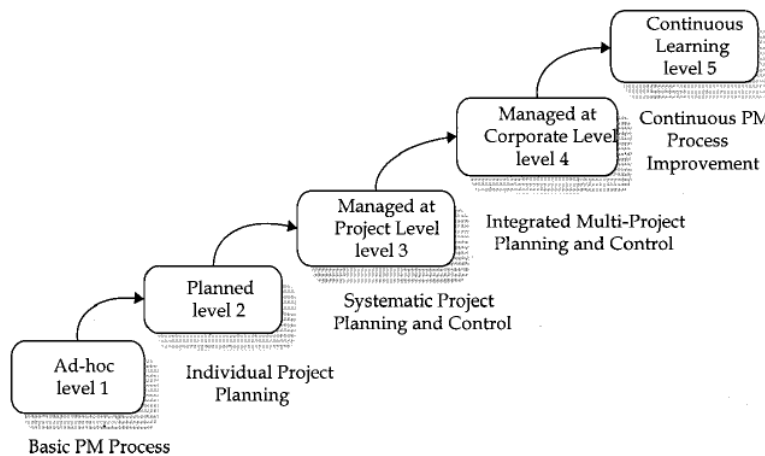 Continuous
Learning
level 5
Managed at
Corporate Level
level 4
Continuous PM
Process
Improvement
Managed at
Project Level
level 3
Integrated Multi-Project
Planning and Control
Planned
level 2
Systematic Project
Planning and Control
Ad-hoc
level 1
Individual Project
Planning
Basic PM Process